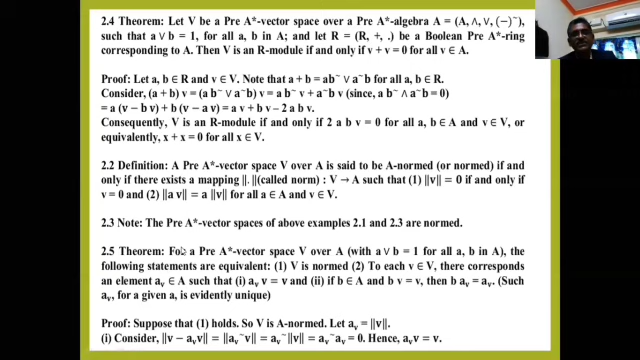 2.4 Theorem: Let V be a Pre A*-vector space over a Pre A*-algebra A = (A, ∧, ∨, (−)~)
such that a ∨ b = 1, for all a, b in A; and let R = (R, +, . ) be a Boolean Pre A*-ring
corresponding to A. Then V is an R-module if and only if v + v = 0 for all v ∈ A.
Proof: Let a, b ∈ R and v ∈ V. Note that a + b = ab~ ∨ a~b for all a, b ∈ R.
Consider, (a + b) v = (a b~ ∨ a~b) v = a b~ v + a~b v (since, a b~ ∧ a~b = 0)
= a (v − b v) + b (v − a v) = a v + b v − 2 a b v.
Consequently, V is an R-module if and only if 2 a b v = 0 for all a, b ∈ A and v ∈ V, or
equivalently, x + x = 0 for all x ∈ V.
2.2 Definition: A Pre A*-vector space V over A is said to be A-normed (or normed) if and
only if there exists a mapping ||.||(called norm) : V → A such that (1) ||v|| = 0 if and only if
v = 0 and (2) ||a v|| = a ||v|| for all a ∈ A and v ∈ V.
2.3 Note: The Pre A*-vector spaces of above examples 2.1 and 2.3 are normed.
2.5 Theorem: For a Pre A*-vector space V over A (with a ∨ b = 1 for all a, b in A), the
following statements are equivalent: (1) V is normed (2) To each v ∈ V, there corresponds
an element aᵥ ∈ A such that (i) aᵥ v = v and (ii) if b ∈ A and b v = v, then b aᵥ = aᵥ. (Such
aᵥ, for a given a, is evidently unique)
Proof: Suppose that (1) holds. So V is A-normed. Let aᵥ = ||v||.
(i) Consider, ||v − aᵥv|| = ||aᵥ~v|| = aᵥ~ ||v|| = aᵥ~aᵥ = 0. Hence, aᵥv = v.